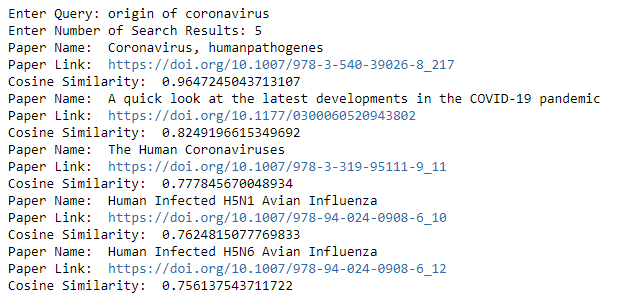 Enter Query: origin of coronavirus
Enter Number of Search Results: 5
Paper Name:  Coronavirus, humanpathogenes
Paper Link:  https://doi.org/10.1007/978-3-540-39026-8_217
Cosine Similarity:  0.9647245043713107
Paper Name:  A quick look at the latest developments in the COVID-19 pandemic
Paper Link:  https://doi.org/10.1177/0300060520943802
Cosine Similarity:  0.8249196615349692
Paper Name:  The Human Coronaviruses
Paper Link:  https://doi.org/10.1007/978-3-319-95111-9_11
Cosine Similarity:  0.777845670048934
Paper Name:  Human Infected H5N1 Avian Influenza
Paper Link:  https://doi.org/10.1007/978-94-024-0908-6_10
Cosine Similarity:  0.7624815077769833
Paper Name:  Human Infected H5N6 Avian Influenza
Paper Link:  https://doi.org/10.1007/978-94-024-0908-6_12
Cosine Similarity:  0.756137543711722